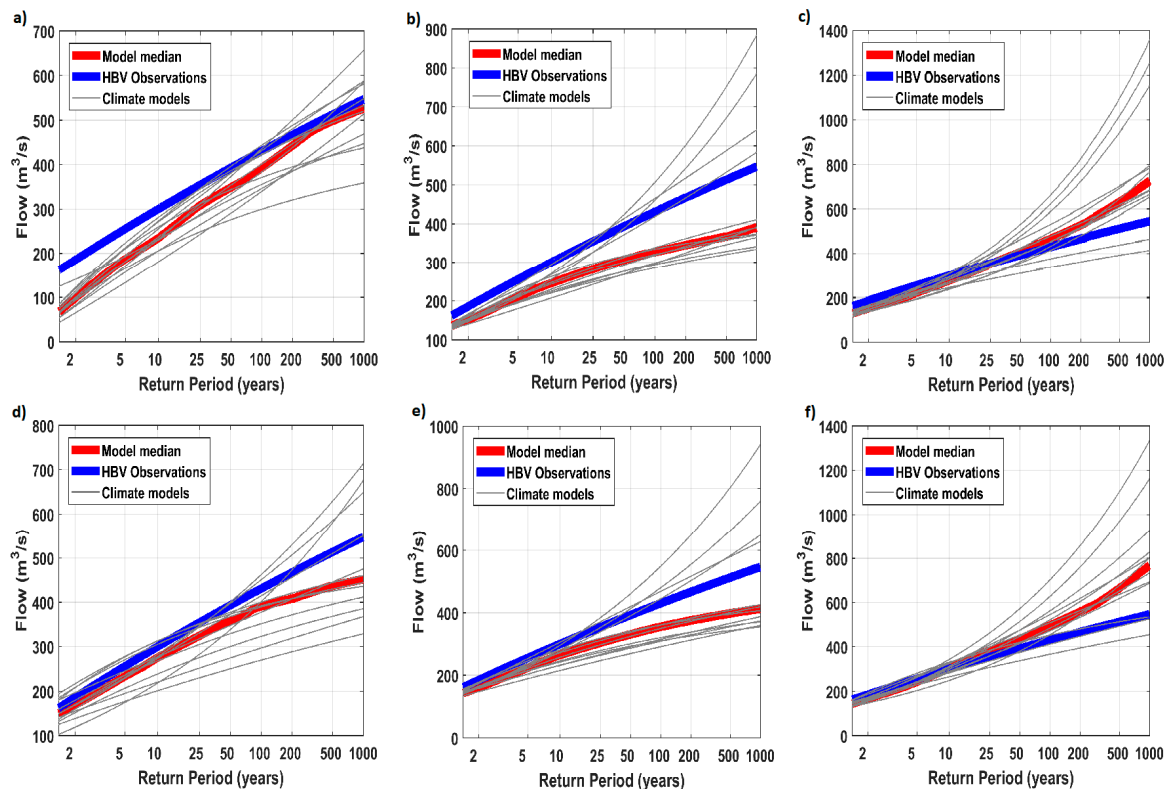 a)
700
600
500
400
300
200
100
0
Flow (m³/s)
Model median
HBV Observations
Climate models
2 5 10 25 50 100 200 500 1000
Return Period (years)
b)
900
800
700
600
500
400
300
200
100
Flow (m³/s)
Model median
HBV Observations
Climate models
2 5 10 25 50 100 200 500 1000
Return Period (years)
c)
1400
1200
1000
800
600
400
200
0
Flow (m³/s)
Model median
HBV Observations
Climate models
2 5 10 25 50 100 200 500 1000
Return Period (years)
d)
800
700
600
500
400
300
200
100
Flow (m³/s)
Model median
HBV Observations
Climate models
2 5 10 25 50 100 200 500 1000
Return Period (years)
e)
1000
800
600
400
200
0
Flow (m³/s)
Model median
HBV Observations
Climate models
2 5 10 25 50 100 200 500 1000
Return Period (years)
f)
1400
1200
1000
800
600
400
200
0
Flow (m³/s)
Model median
HBV Observations
Climate models
2 5 10 25 50 100 200 500 1000
Return Period (years)